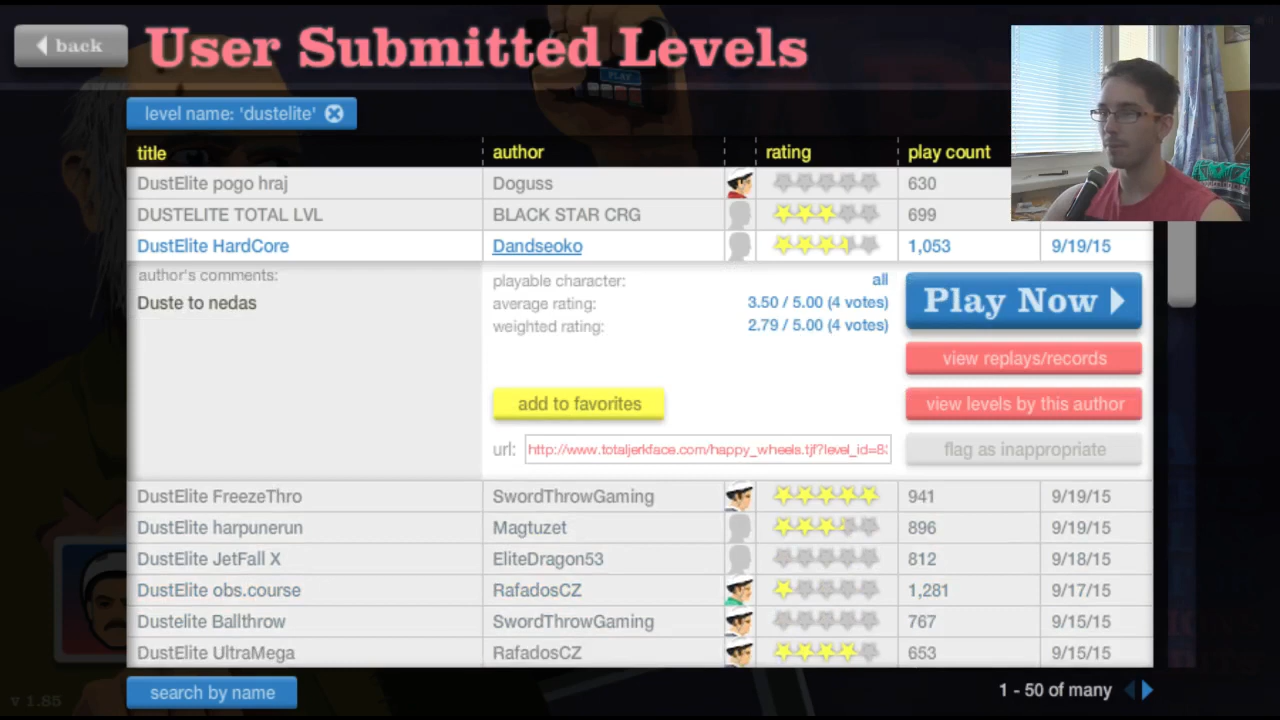 back
User Submitted Levels
PLAY
level name: 'dustelite'
title author rating play count
DustElite pogo hraj Doguss 630
DUSTELITE TOTAL LVL BLACK STAR CRG 699
DustElite HardCore Dandseoko 1,053 9/19/15
author's comments:
Duste to nedas
playable character: all
average rating: 3.50 / 5.00 (4 votes)
weighted rating: 2.79 / 5.00 (4 votes)
Play Now
view replays/records
add to favorites
view levels by this author
url: http://www.totaljerkface.com/happy_wheels.tjf?level_id=8
flag as inappropriate
DustElite FreezeThro SwordThrowGaming 941 9/19/15
DustElite harpunerun Magtuzet 896 9/19/15
DustElite JetFall X EliteDragon53 812 9/18/15
DustElite obs.course RafadosCZ 1,281 9/17/15
Dustelite Ballthrow SwordThrowGaming 767 9/15/15
DustElite UltraMega RafadosCZ 653 9/15/15
v 1.85
search by name
1 - 50 of many